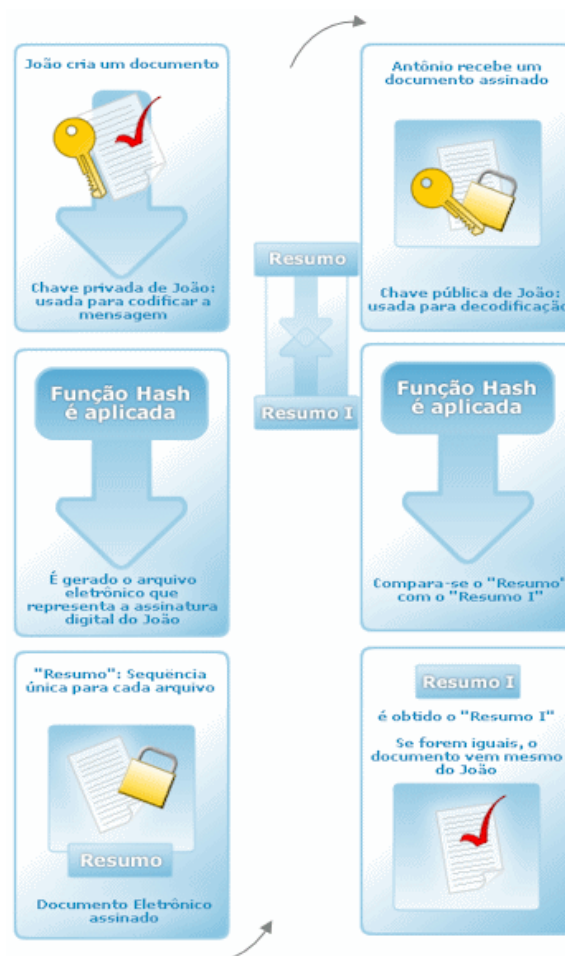 João cria um documento
Chave privada de João:
usada para codificar a
mensagem
Função Hash
é aplicada
É gerado o arquivo
eletrônico que
representa a assinatura
digital do João
"Resumo": Sequência
única para cada arquivo
Resumo
Documento Eletrônico
assinado
Resumo
Resumo I
Antônio recebe um
documento assinado
Chave pública de João:
usada para decodificação
Função Hash
é aplicada
Compara-se o "Resumo"
com o "Resumo I"
Resumo I
é obtido o "Resumo I"
Se forem iguais, o
documento vem mesmo
do João